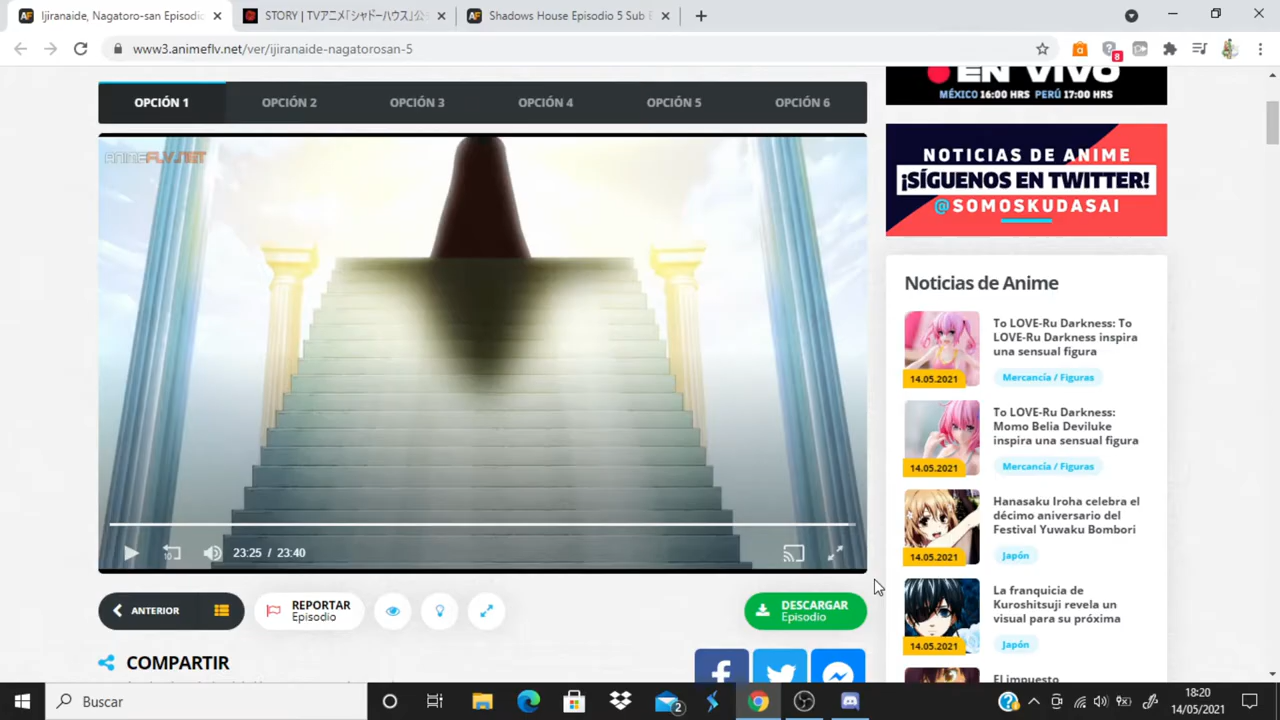 Ijiranaide, Nagatoro-san Episodic
STORY | TVアニメ「シャドーハウス」公
Shadows House Episodio 5 Sub E
www3.animeflv.net/ver/ijiranaide-nagatorosan-5
8
OPCIÓN 1
OPCIÓN 2
OPCIÓN 3
OPCIÓN 4
OPCIÓN 5
OPCIÓN 6
ANIMEFLV.NET
10
23:25 / 23:40
ANTERIOR
REPORTAR
Episodio
DESCARGAR
Episodio
COMPARTIR
EN VIVO
MÉXICO 16:00 HRS PERÚ 17:00 HRS
NOTICIAS DE ANIME
¡SÍGUENOS EN TWITTER!
@SOMOSKUDASAI
Noticias de Anime
To LOVE-Ru Darkness: To
LOVE-Ru Darkness inspira
una sensual figura
14.05.2021
Mercancía / Figuras
To LOVE-Ru Darkness:
Momo Belia Deviluke
inspira una sensual figura
14.05.2021
Mercancía / Figuras
Hanasaku Iroha celebra el
décimo aniversario del
Festival Yuwaku Bombori
14.05.2021
Japón
La franquicia de
Kuroshitsuji revela un
visual para su próxima
14.05.2021
Japón
El impuesto
Buscar
2
18:20
14/05/2021